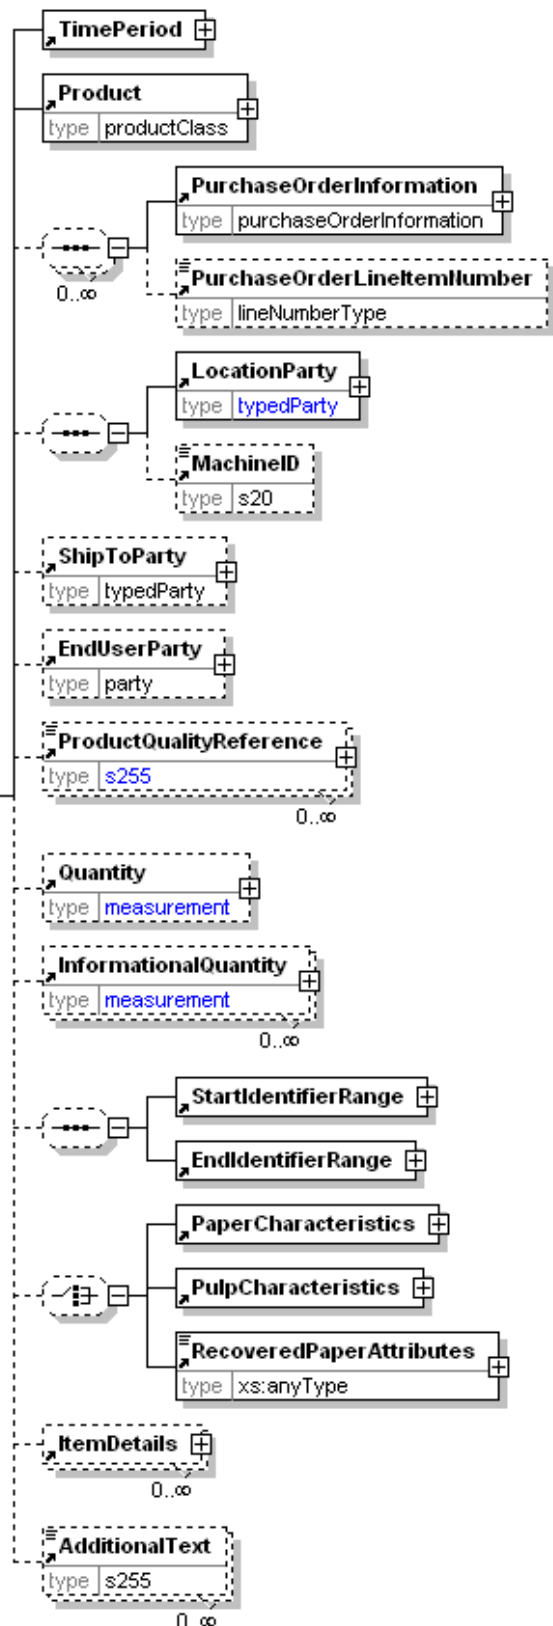 TimePeriod
Product
type productClass
PurchaseOrderInformation
type purchaseOrderInformation
0..∞
PurchaseOrderLineItemNumber
type lineNumberType
LocationParty
type typedParty
MachineID
type s20
ShipToParty
type typedParty
EndUserParty
type party
ProductQualityReference
type s255
0..∞
Quantity
type measurement
InformationalQuantity
type measurement
0..∞
StartIdentifierRange
EndIdentifierRange
PaperCharacteristics
PulpCharacteristics
RecoveredPaperAttributes
type xs:anyType
ItemDetails
0..∞
AdditionalText
type s255
0..∞